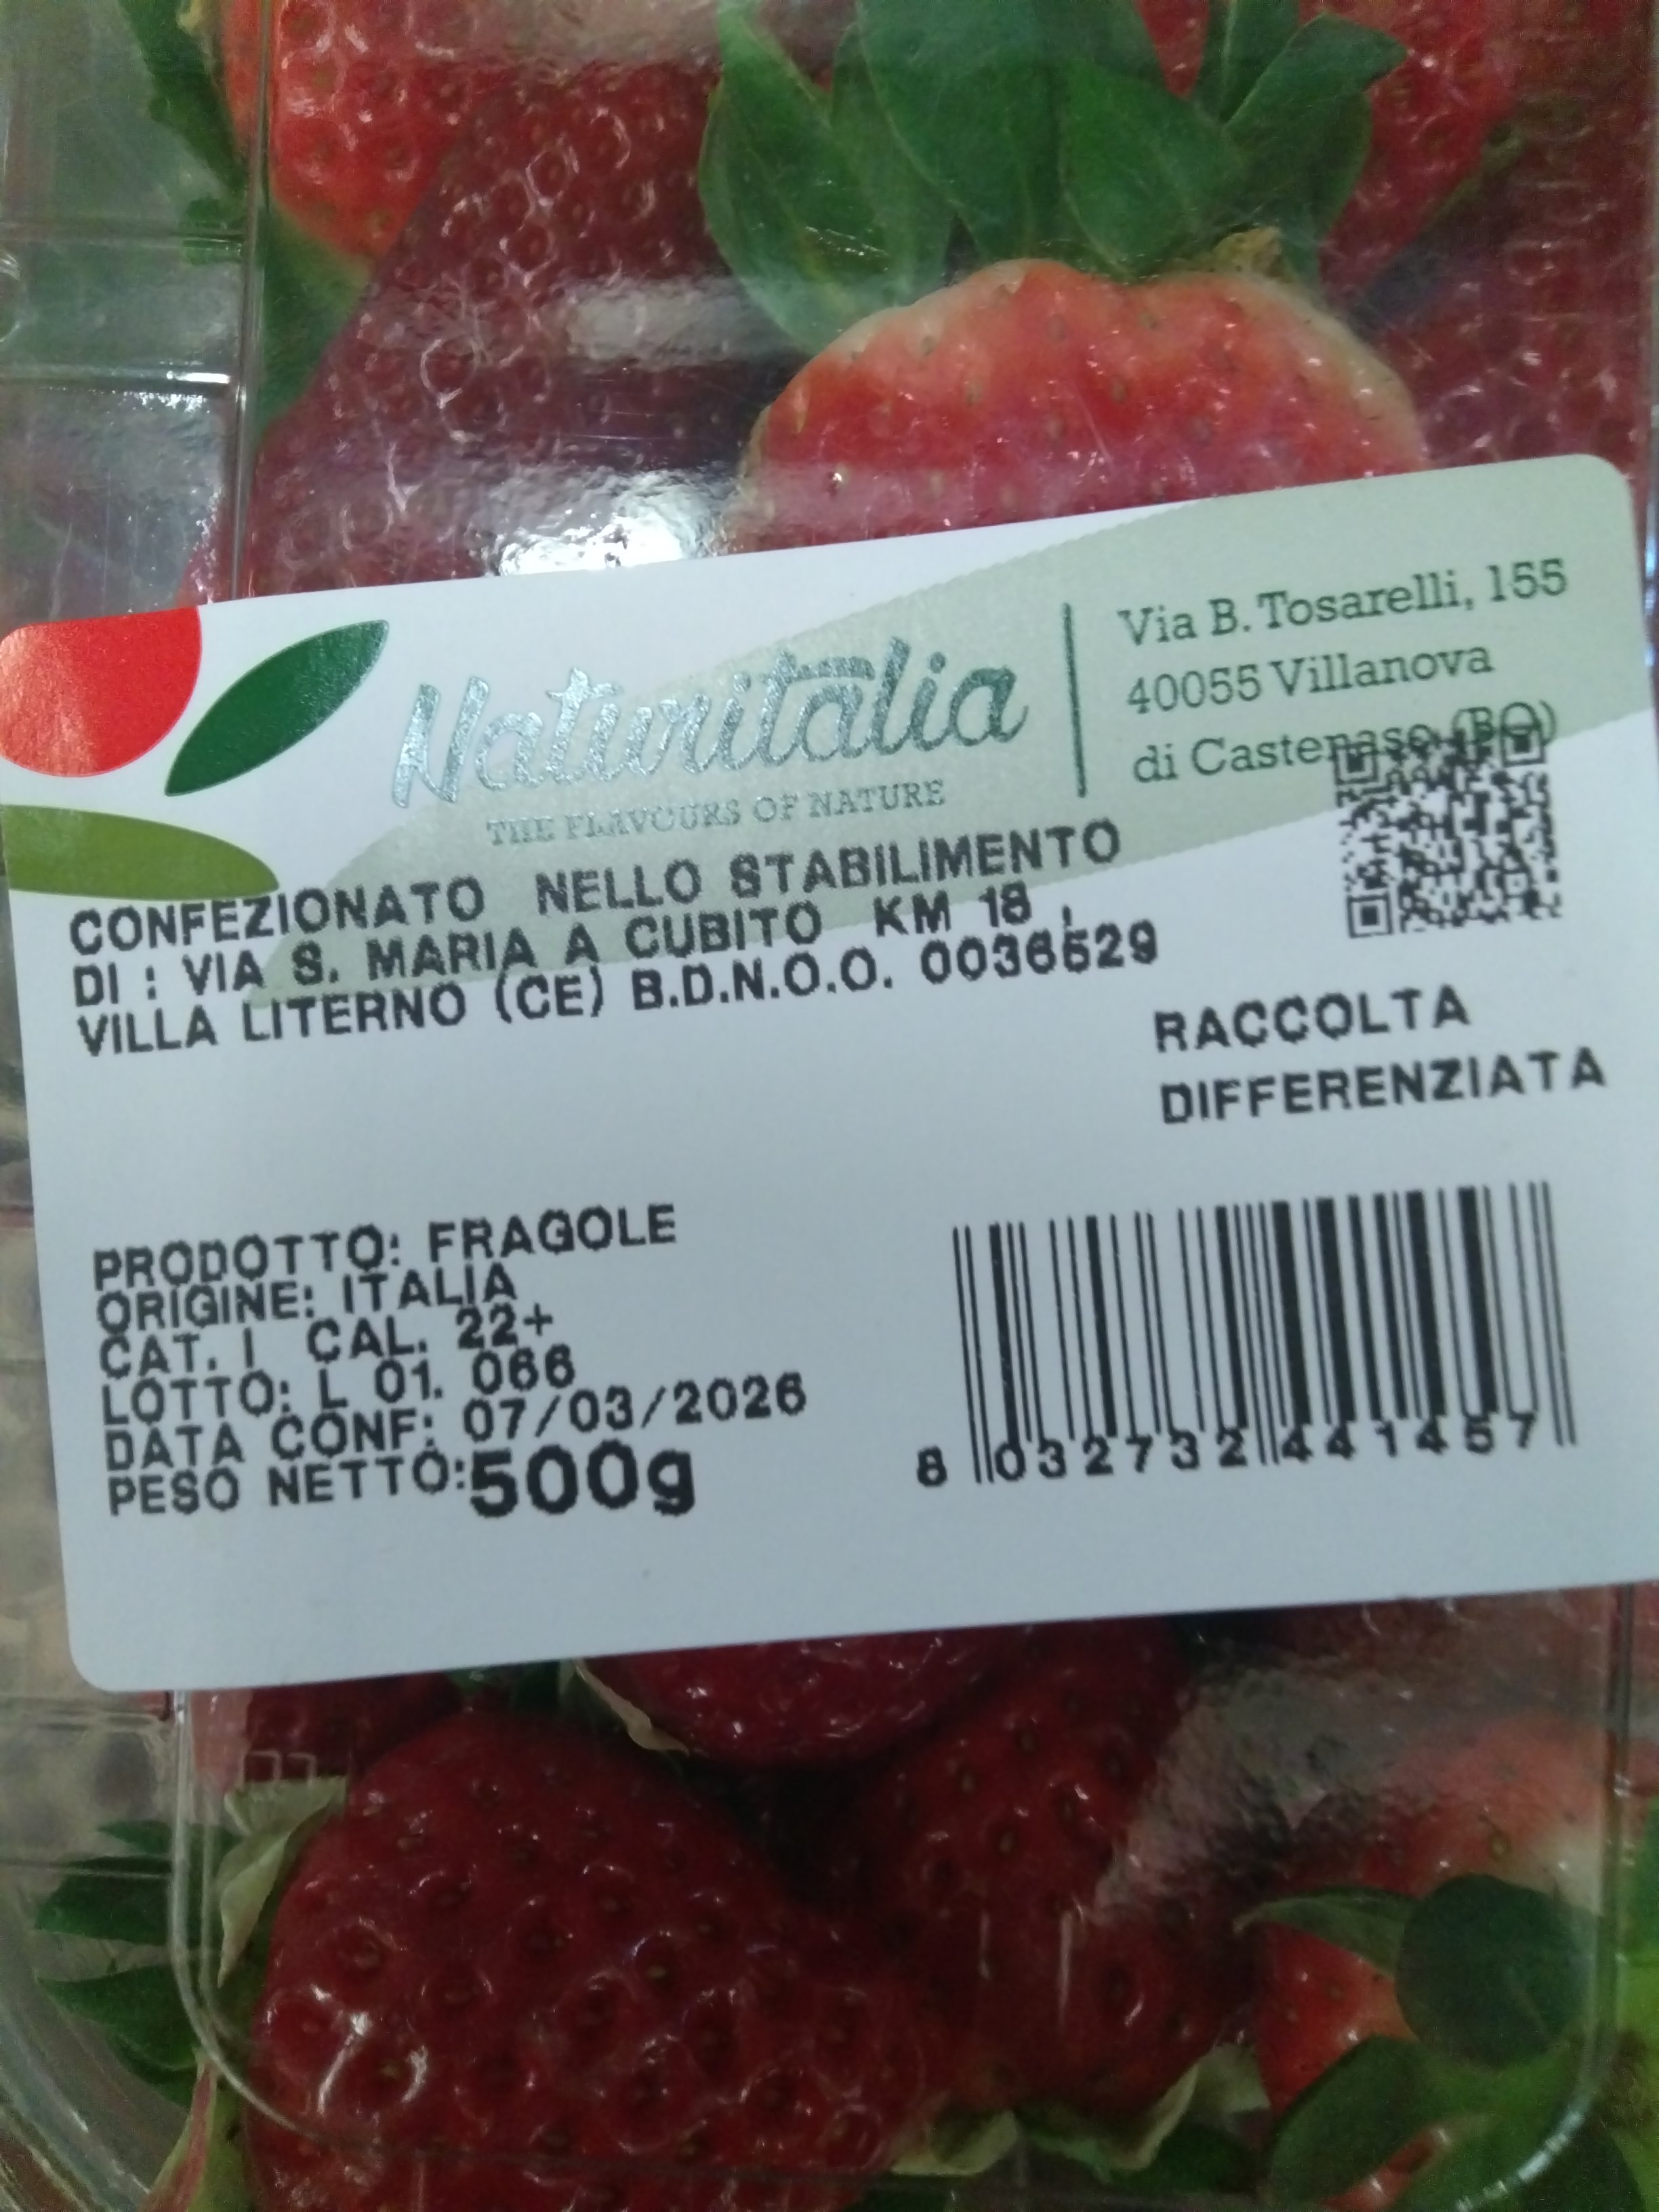 Naturitalia
THE FLAVOURS OF NATURE
Via B. Tosarelli, 155
40055 Villanova
di Castenaso (BO)
CONFEZIONATO NELLO STABILIMENTO
DI : VIA S. MARIA A CUBITO KM 18 ,
VILLA LITERNO (CE) B.D.N.O.O. 0036529
RACCOLTA
DIFFERENZIATA
PRODOTTO: FRAGOLE
ORIGINE: ITALIA
CAT. I CAL. 22+
LOTTO: L 01. 066
DATA CONF: 07/03/2026
PESO NETTO:500g
8 032732 441457